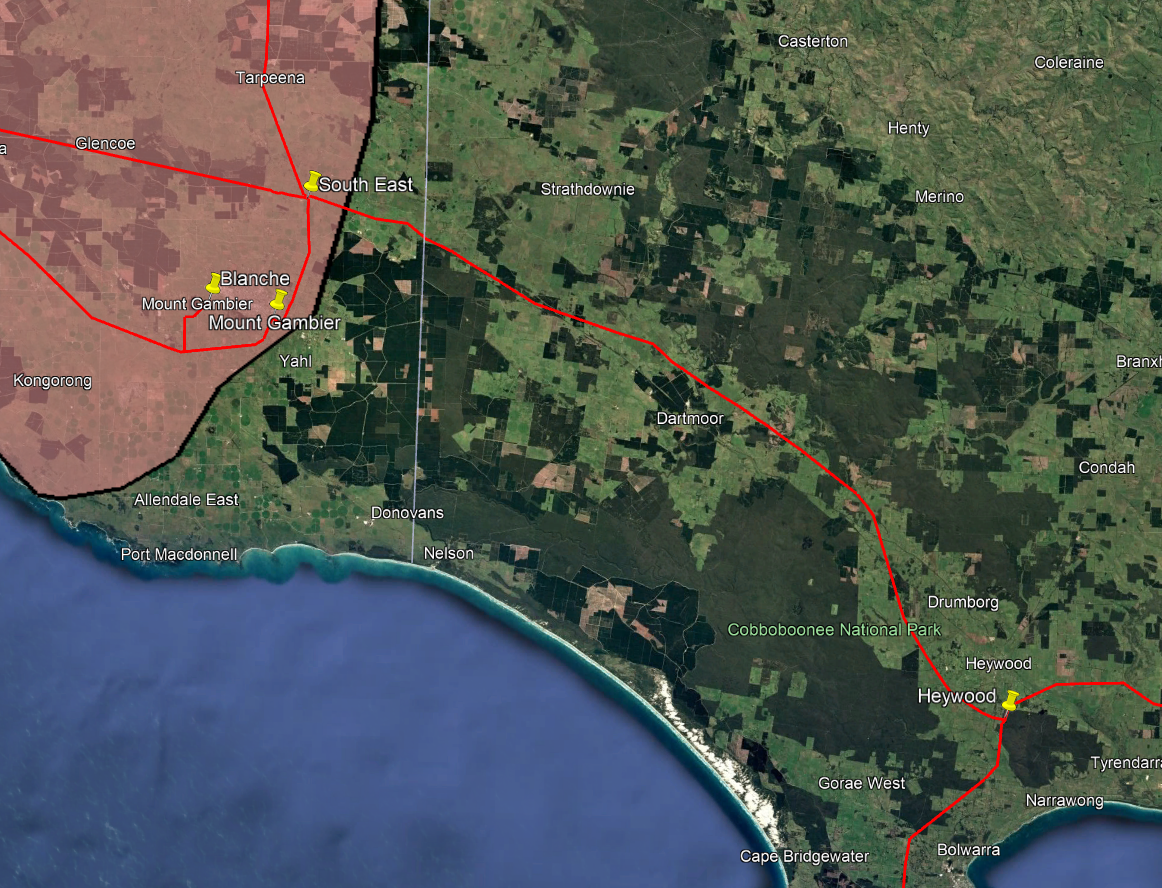 Casterton
Coleraine
Tarpeena
Henty
Glencoe
a
South East
Strathdownie
Merino
Blanche
Mount Gambier
Mount Gambier
Yahl
Branxh
Kongorong
Dartmoor
Condah
Allendale East
Donovans
Port Macdonnell
Nelson
Drumborg
Cobboboonee National Park
Heywood
Heywood
Tyrendarra
Gorae West
Narrawong
Bolwarra
Cape Bridgewater